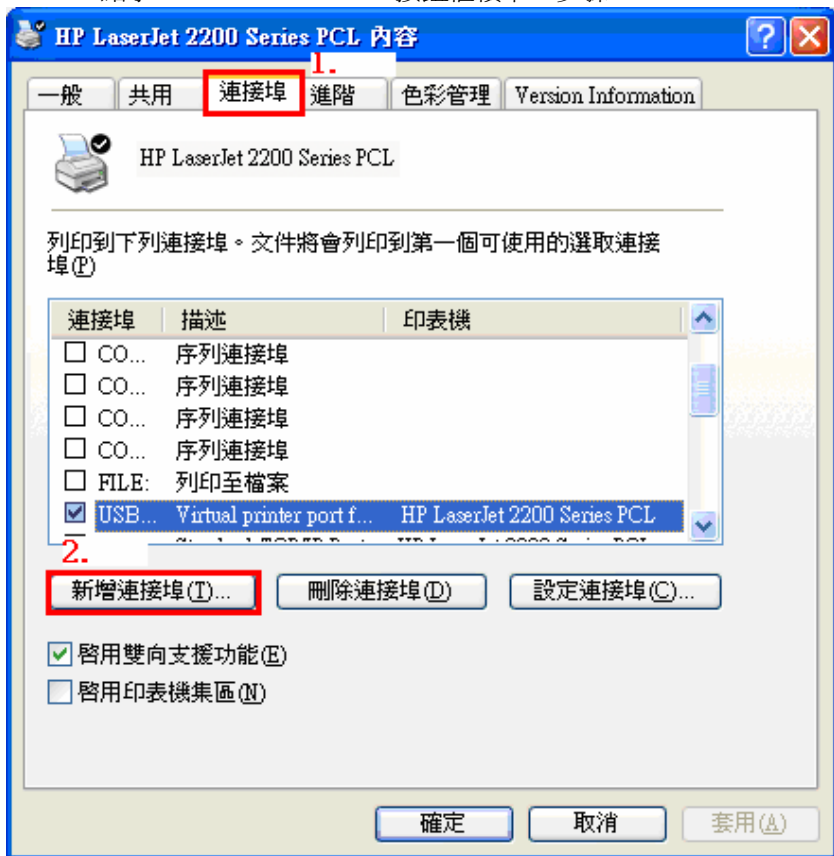 HP LaserJet 2200 Series PCL 內容
1.
一般 共用 連接埠 進階 色彩管理 Version Information
HP LaserJet 2200 Series PCL
列印到下列連接埠。文件將會列印到第一個可使用的選取連接
埠(P)
連接埠 描述 印表機
CO... 序列連接埠
CO... 序列連接埠
CO... 序列連接埠
CO... 序列連接埠
FILE: 列印至檔案
USB... Virtual printer port f... HP LaserJet 2200 Series PCL
2.
新增連接埠(T)... 刪除連接埠(D) 設定連接埠(C)...
啓用雙向支援功能(E)
啓用印表機集區(N)
確定 取消 套用(A)